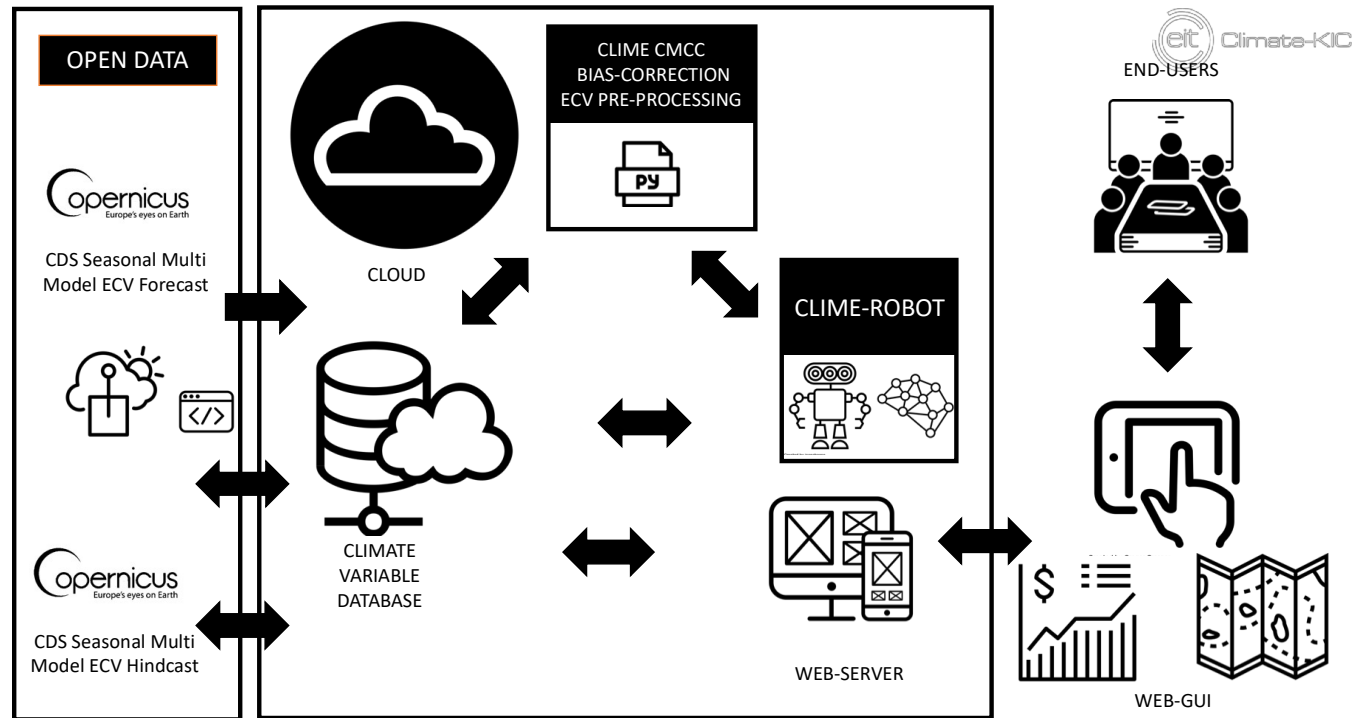 OPEN DATA
Copernicus
Europe's eyes on Earth
CDS Seasonal Multi
Model ECV Forecast
</>
Copernicus
Europe's eyes on Earth
CDS Seasonal Multi
Model ECV Hindcast
CLOUD
CLIME CMCC
BIAS-CORRECTION
ECV PRE-PROCESSING
PY
CLIME-ROBOT
CLIMATE
VARIABLE
DATABASE
WEB-SERVER
eit Climate-KIC
END-USERS
$
WEB-GUI